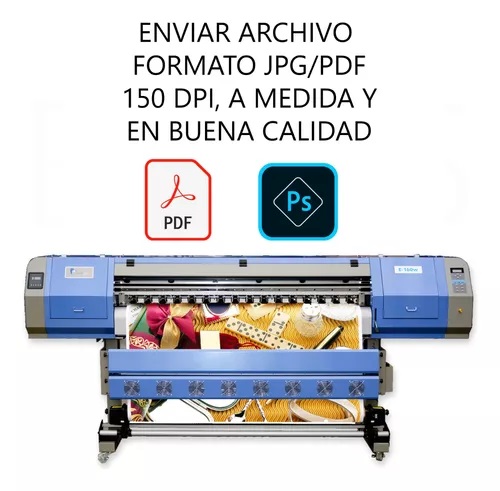 ENVIAR ARCHIVO
FORMATO JPG/PDF
150 DPI, A MEDIDA Y
EN BUENA CALIDAD
PDF
Ps